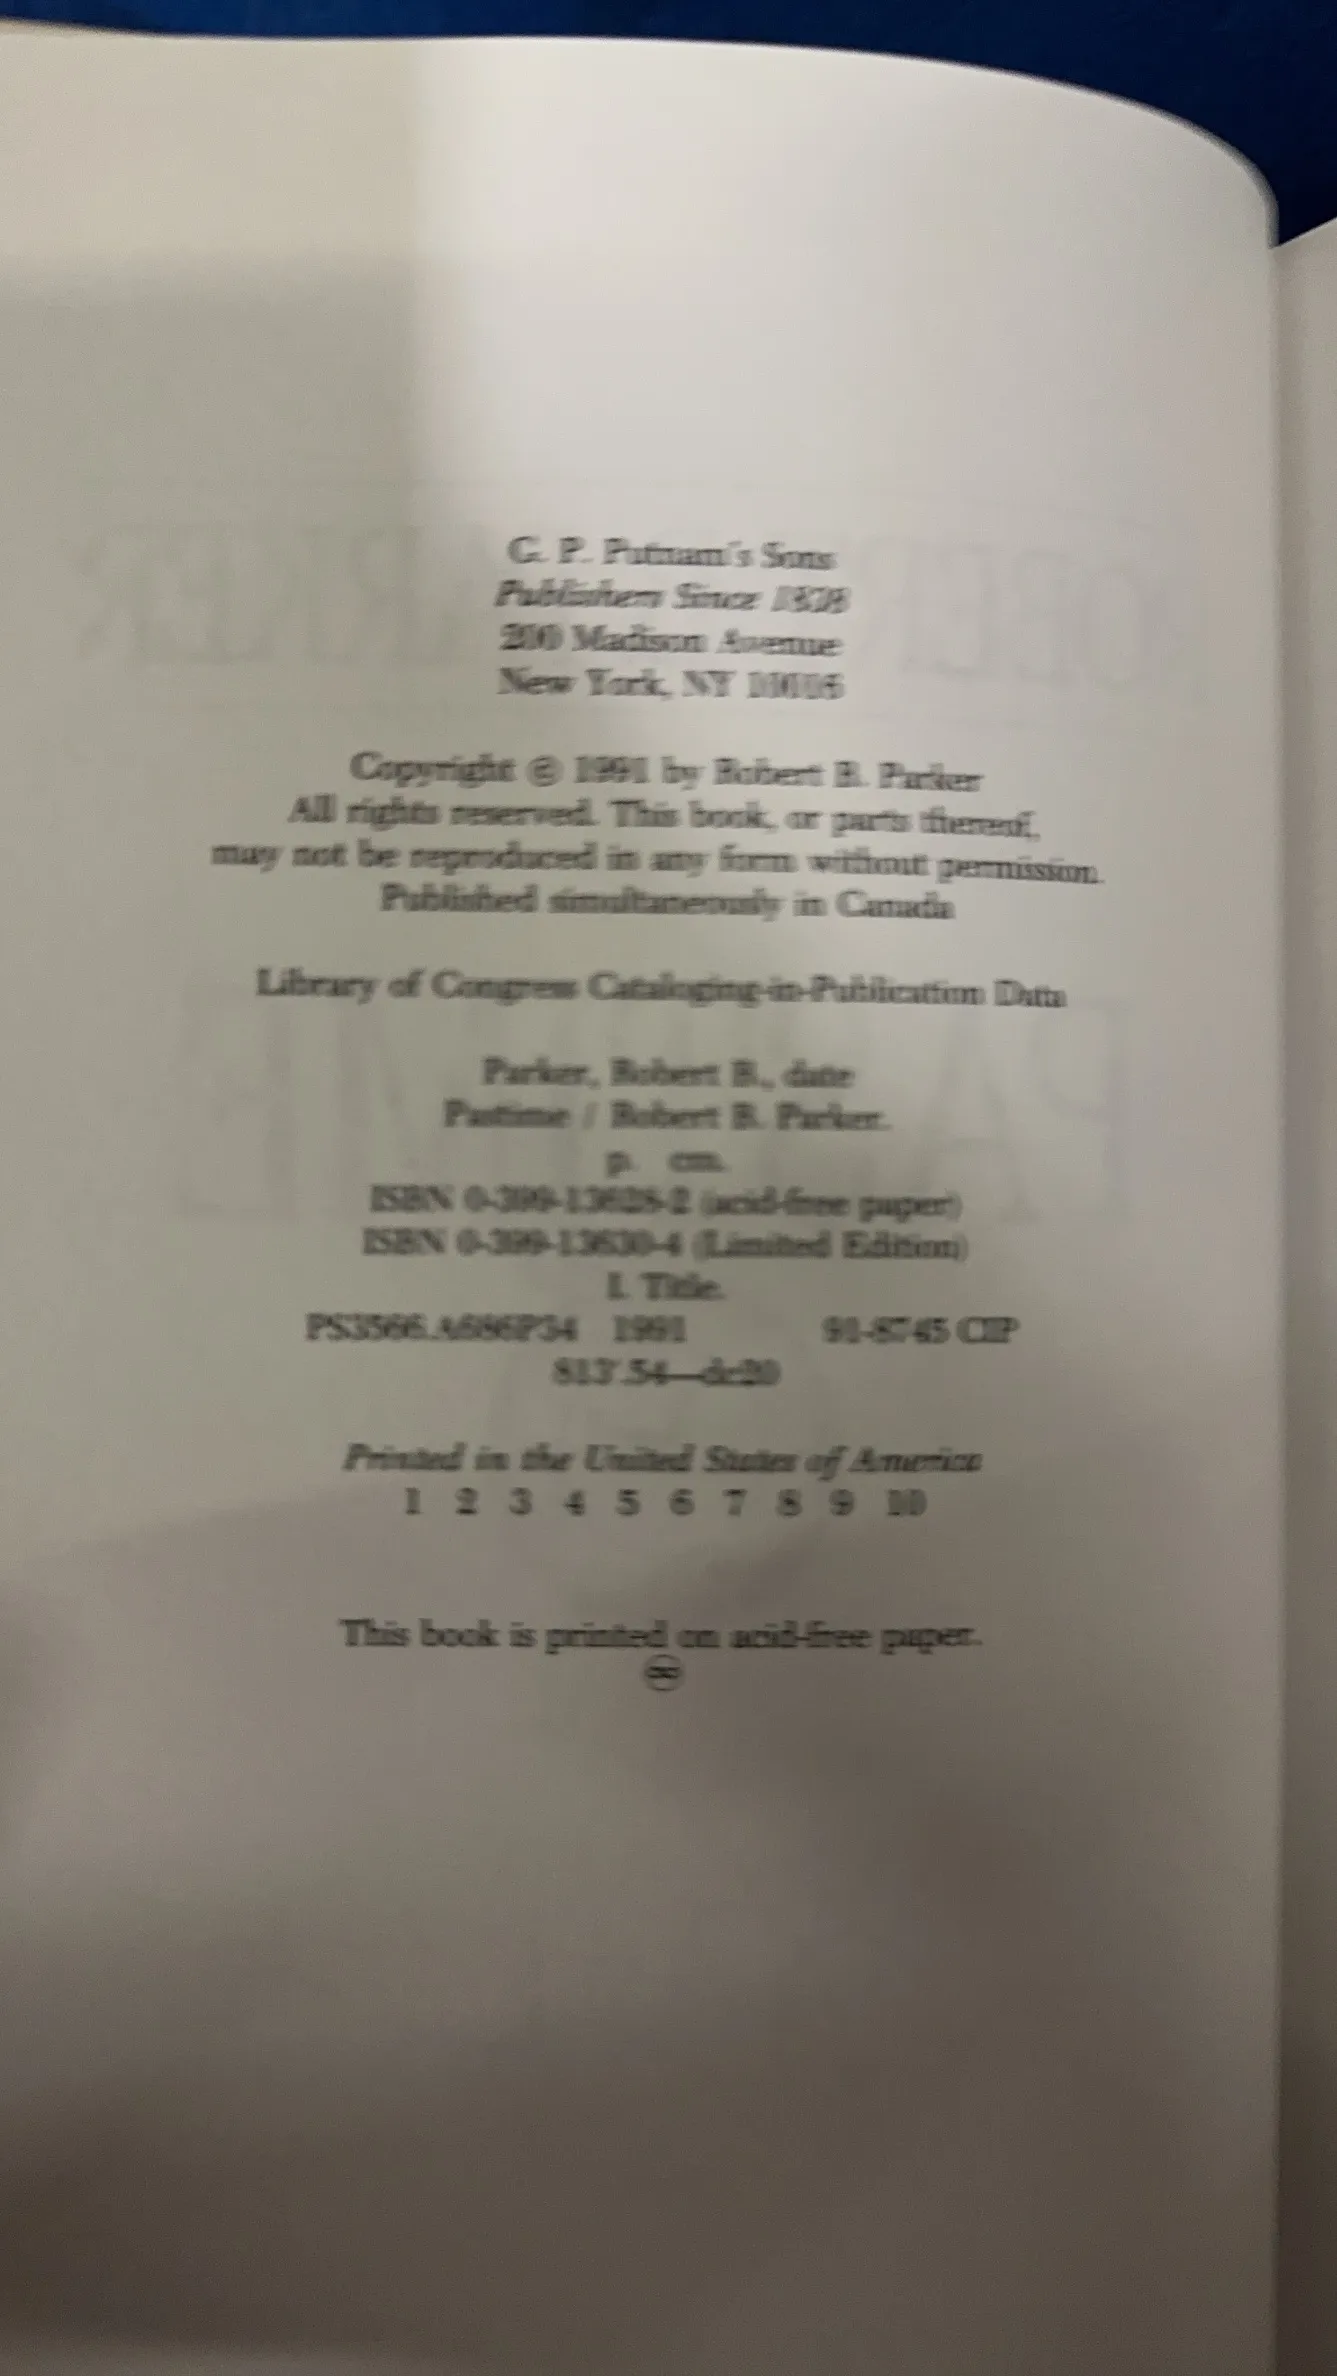 G. P. Putnam's Sons
Publishers Since 1838
200 Madison Avenue
New York, NY 10016
Copyright © 1991 by Robert B. Parker
All rights reserved. This book, or parts thereof,
may not be reproduced in any form without permission.
Published simultaneously in Canada
Library of Congress Cataloging-in-Publication Data
Parker, Robert B., date
Pastime / Robert B. Parker.
p. cm.
ISBN 0-399-13628-2 (acid-free paper)
ISBN 0-399-13630-4 (Limited Edition)
I. Title.
PS3566.A686P34 1991 91-8745 CIP
813'.54—dc20
Printed in the United States of America
1 2 3 4 5 6 7 8 9 10
This book is printed on acid-free paper.
♾